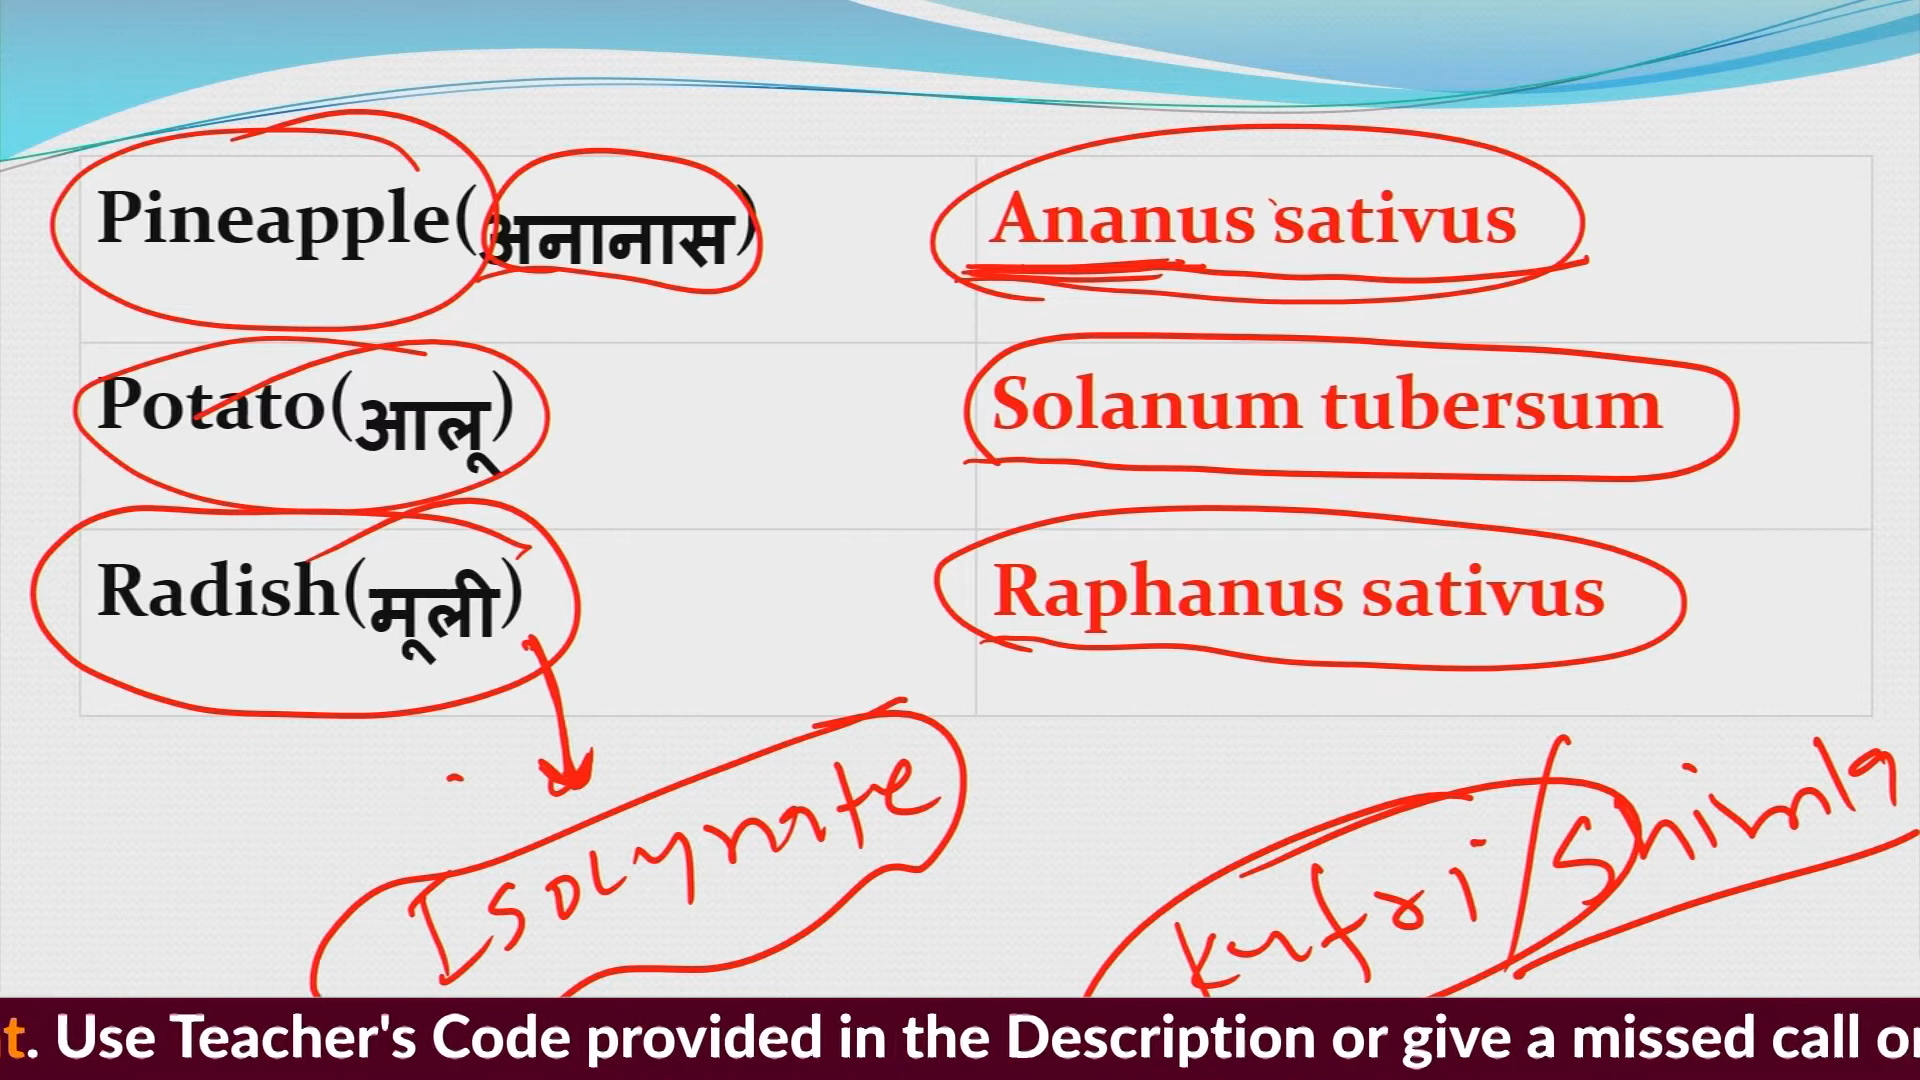 Pineapple(अनानास) Ananus sativus
Potato(आलू) Solanum tubersum
Radish(मूली) Raphanus sativus
Isolynate
Kufri/Shimla
t. Use Teacher's Code provided in the Description or give a missed call or